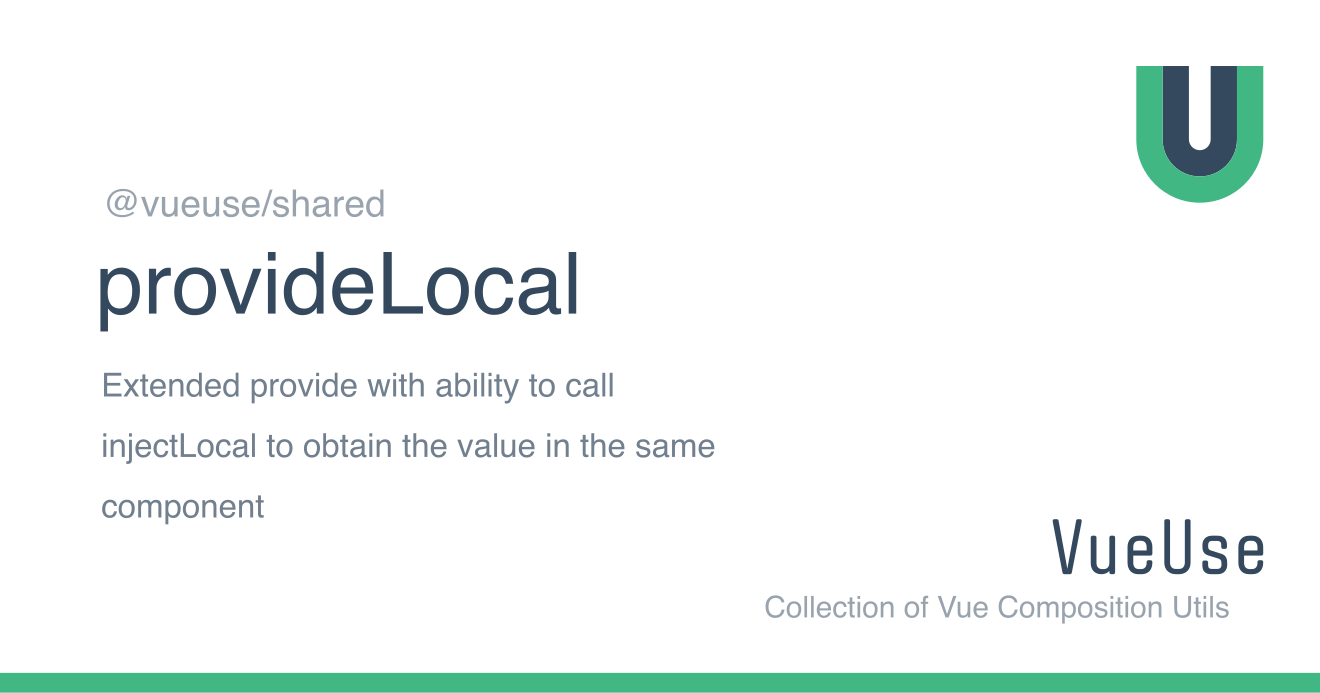 @vueuse/shared
provideLocal
Extended provide with ability to call
injectLocal to obtain the value in the same
component
VueUse
Collection of Vue Composition Utils